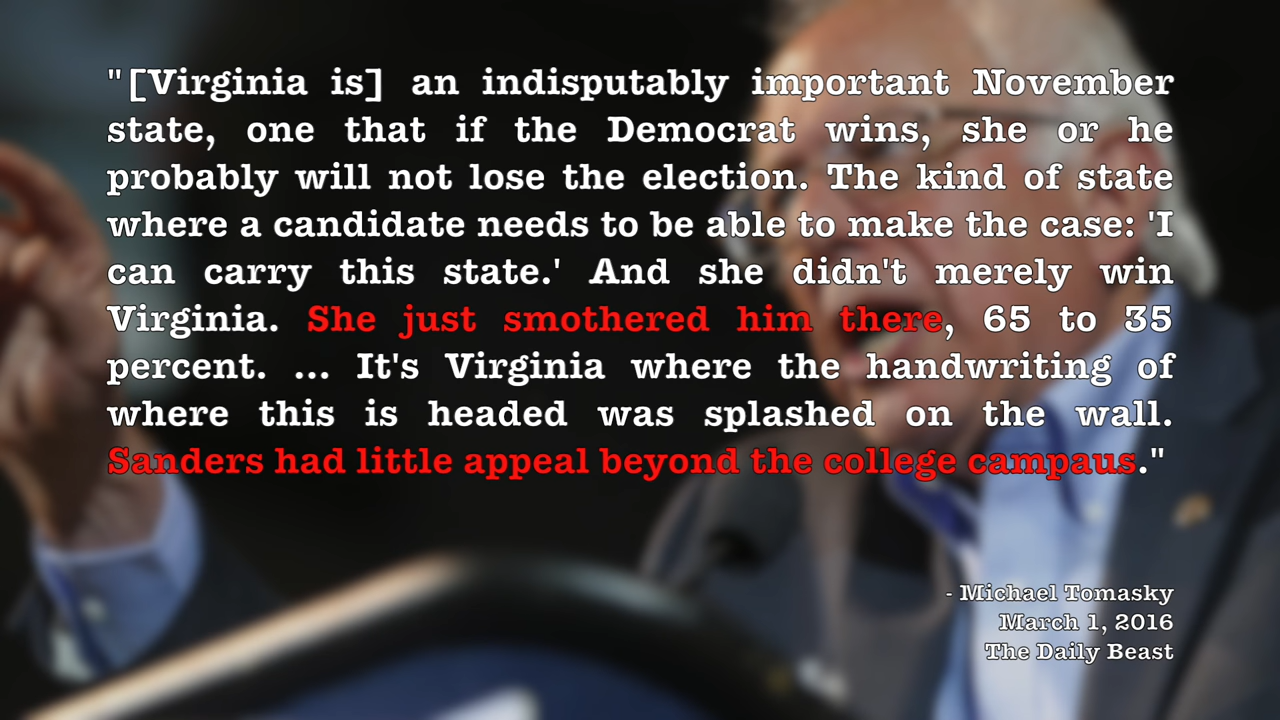 "[Virginia is] an indisputably important November
state, one that if the Democrat wins, she or he
probably will not lose the election. The kind of state
where a candidate needs to be able to make the case: 'I
can carry this state.' And she didn't merely win
Virginia. She just smothered him there, 65 to 35
percent. ... It's Virginia where the handwriting of
where this is headed was splashed on the wall.
Sanders had little appeal beyond the college campaus."
- Michael Tomasky
March 1, 2016
The Daily Beast